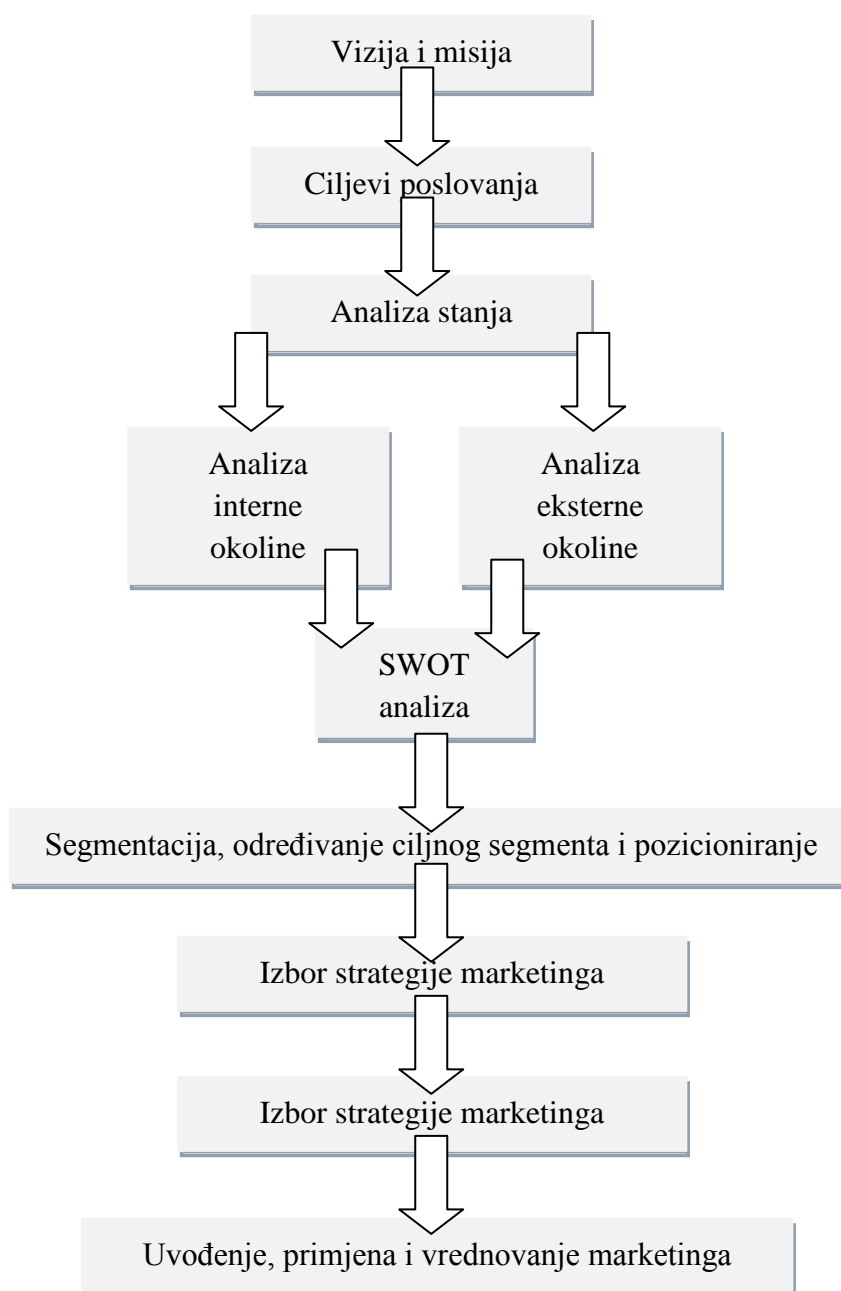 Vizija i misija
Ciljevi poslovanja
Analiza stanja
Analiza
interne
okoline
Analiza
eksterne
okoline
SWOT
analiza
Segmentacija, određivanje ciljnog segmenta i pozicioniranje
Izbor strategije marketinga
Izbor strategije marketinga
Uvođenje, primjena i vrednovanje marketinga